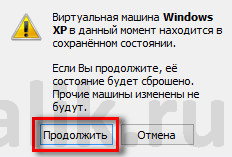 Виртуальная машина Windows
XP в данный момент находится в
сохранённом состоянии.
Если Вы продолжите, её
состояние будет сброшено.
Прочие машины изменены не
будут.
Продолжить
Отмена